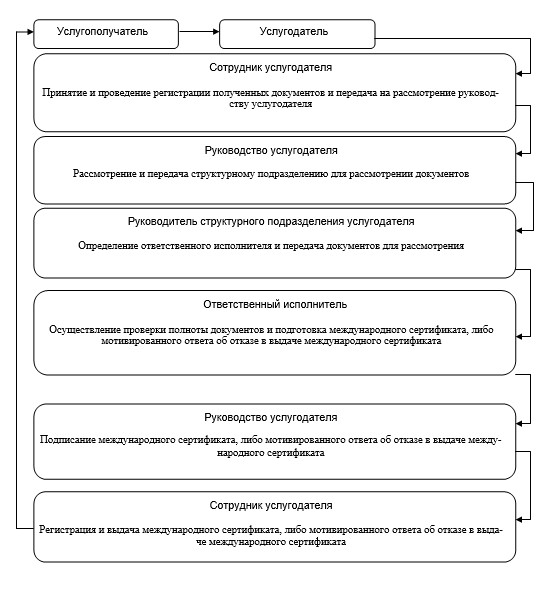 Услугополучатель
Услугодатель
Сотрудник услугодателя
Принятие и проведение регистрации полученных документов и передача на рассмотрение руковод-
ству услугодателя
Руководство услугодателя
Рассмотрение и передача структурному подразделению для рассмотрении документов
Руководитель структурного подразделения услугодателя
Определение ответственного исполнителя и передача документов для рассмотрения
Ответственный исполнитель
Осуществление проверки полноты документов и подготовка международного сертификата, либо
мотивированного ответа об отказе в выдаче международного сертификата
Руководство услугодателя
Подписание международного сертификата, либо мотивированного ответа об отказе в выдаче между-
народного сертификата
Сотрудник услугодателя
Регистрация и выдача международного сертификата, либо мотивированного ответа об отказе в выда-
че международного сертификата